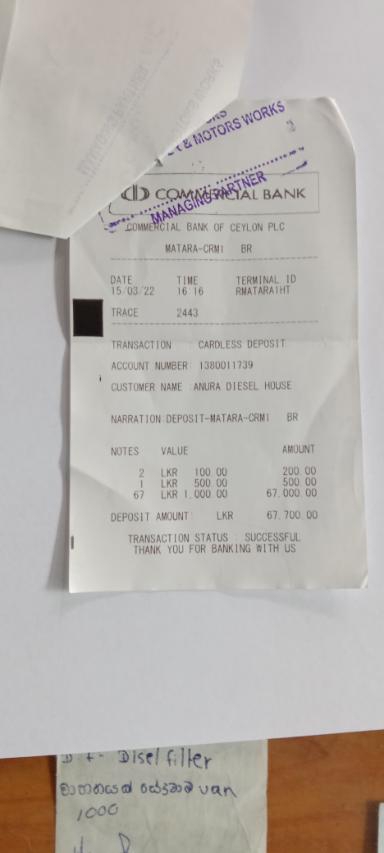 & MOTORS WORKS
MANAGING PARTNER
COMMERCIAL BANK
COMMERCIAL BANK OF CEYLON PLC
MATARA-CRM1 BR
DATE TIME TERMINAL ID
15/03/22 16:16 RMATARA1HT
TRACE 2443
TRANSACTION : CARDLESS DEPOSIT
ACCOUNT NUMBER: 1380011739
CUSTOMER NAME :ANURA DIESEL HOUSE
NARRATION:DEPOSIT-MATARA-CRM1 BR
NOTES VALUE AMOUNT
2 LKR 100.00 200.00
1 LKR 500.00 500.00
67 LKR 1,000.00 67,000.00
DEPOSIT AMOUNT: LKR 67,700.00
TRANSACTION STATUS : SUCCESSFUL
THANK YOU FOR BANKING WITH US
Disel filter
van
1000